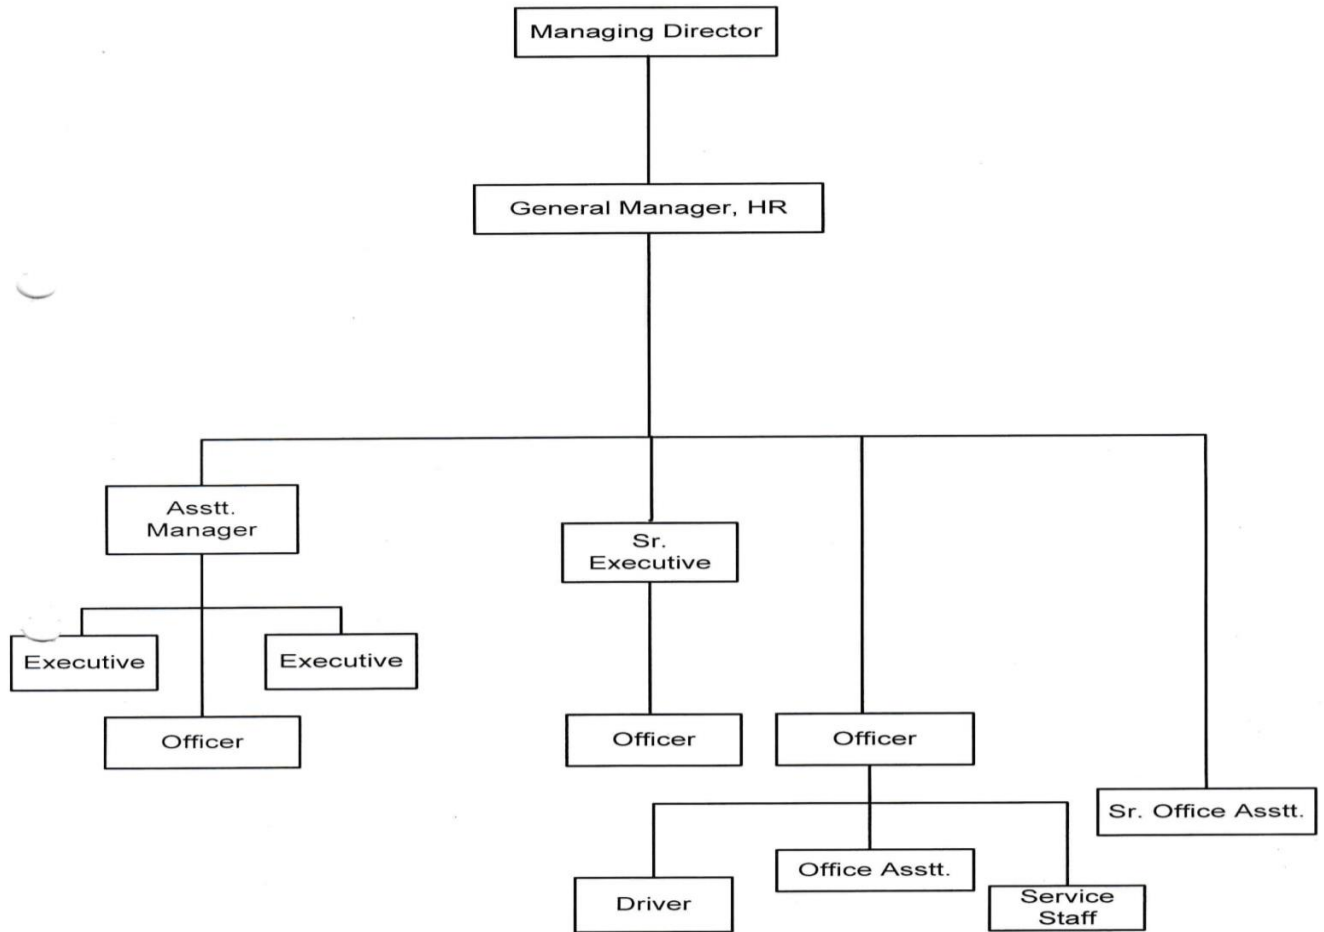 Managing Director
General Manager, HR
Asstt.
Manager
Sr.
Executive
Executive
Executive
Officer
Officer
Officer
Sr. Office Asstt.
Office Asstt.
Driver
Service
Staff